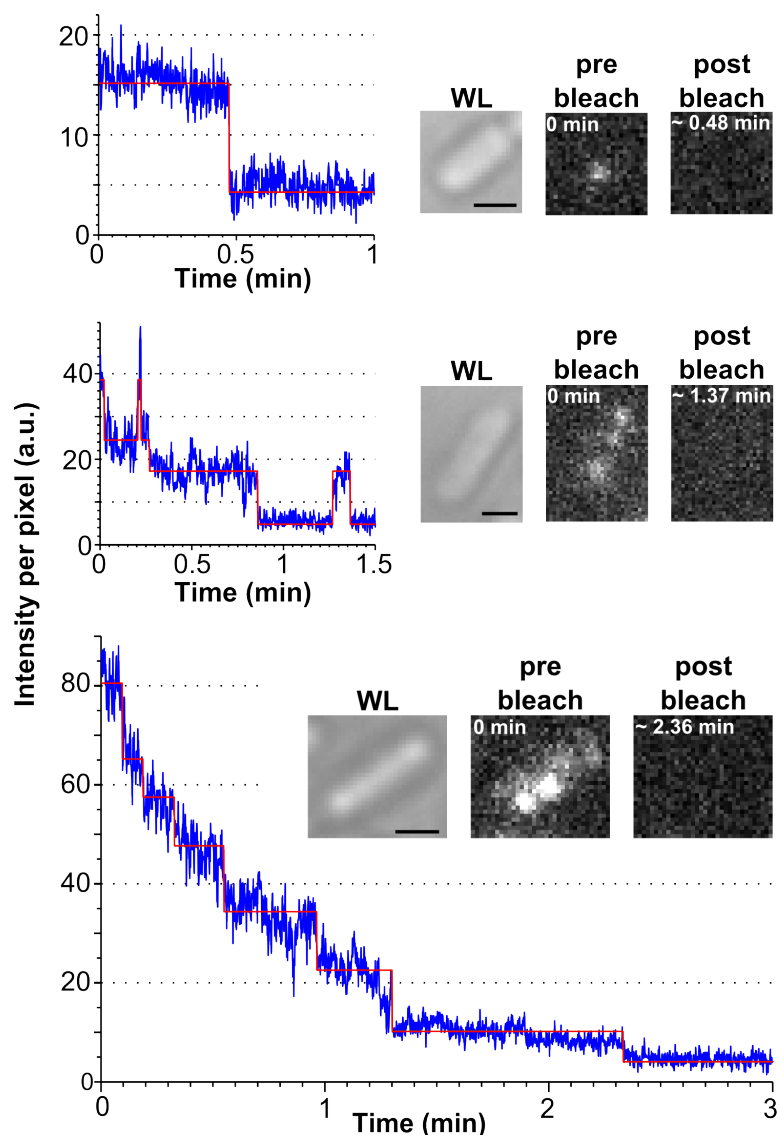 20
10
0
0
0.5
1
Time (min)
WL
pre
bleach
0 min
post
bleach
~ 0.48 min
Intensity per pixel (a.u.)
40
20
0
0
0.5
1
1.5
Time (min)
WL
pre
bleach
0 min
post
bleach
~ 1.37 min
80
60
40
20
0
0
1
2
3
Time (min)
WL
pre
bleach
0 min
post
bleach
~ 2.36 min